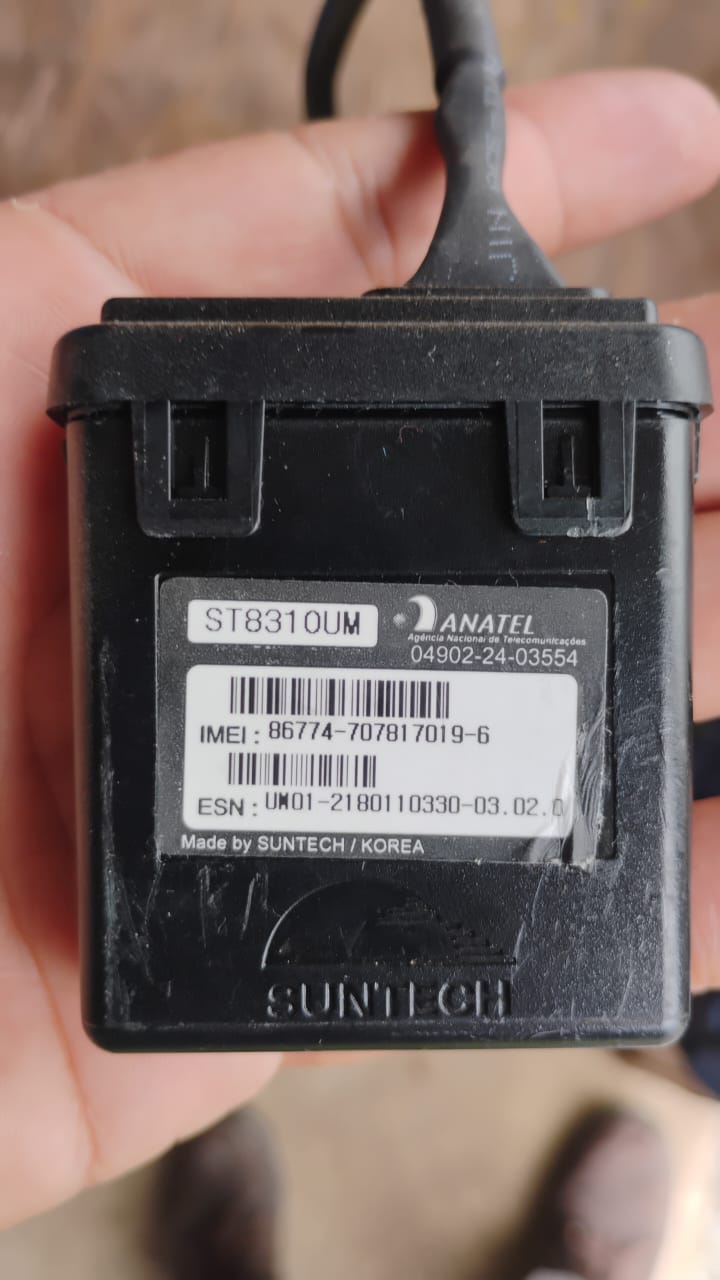 ST8310UM
ANATEL
Agência Nacional de Telecomunicações
04902-24-03554
IMEI : 86774-707817019-6
ESN : UM01-2180110330-03.02.0
Made by SUNTECH / KOREA
SUNTECH